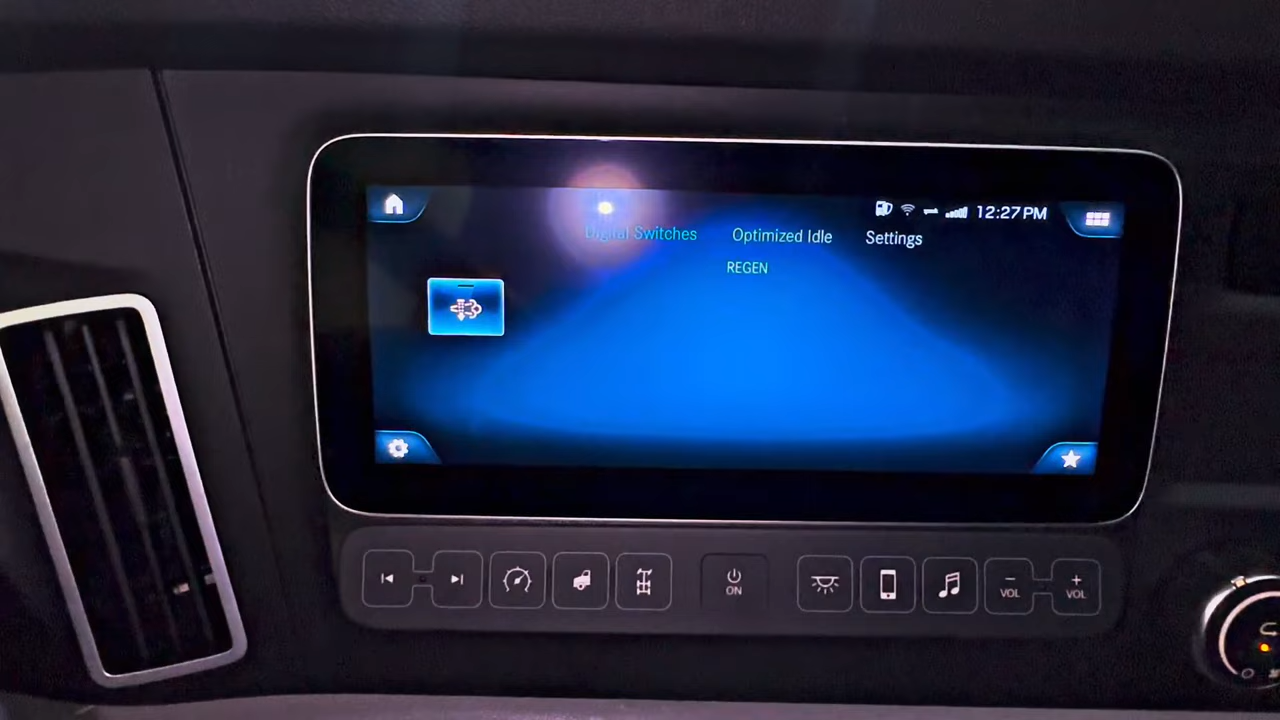 12:27 PM
Digital Switches Optimized Idle Settings
REGEN
ON
− VOL
+ VOL